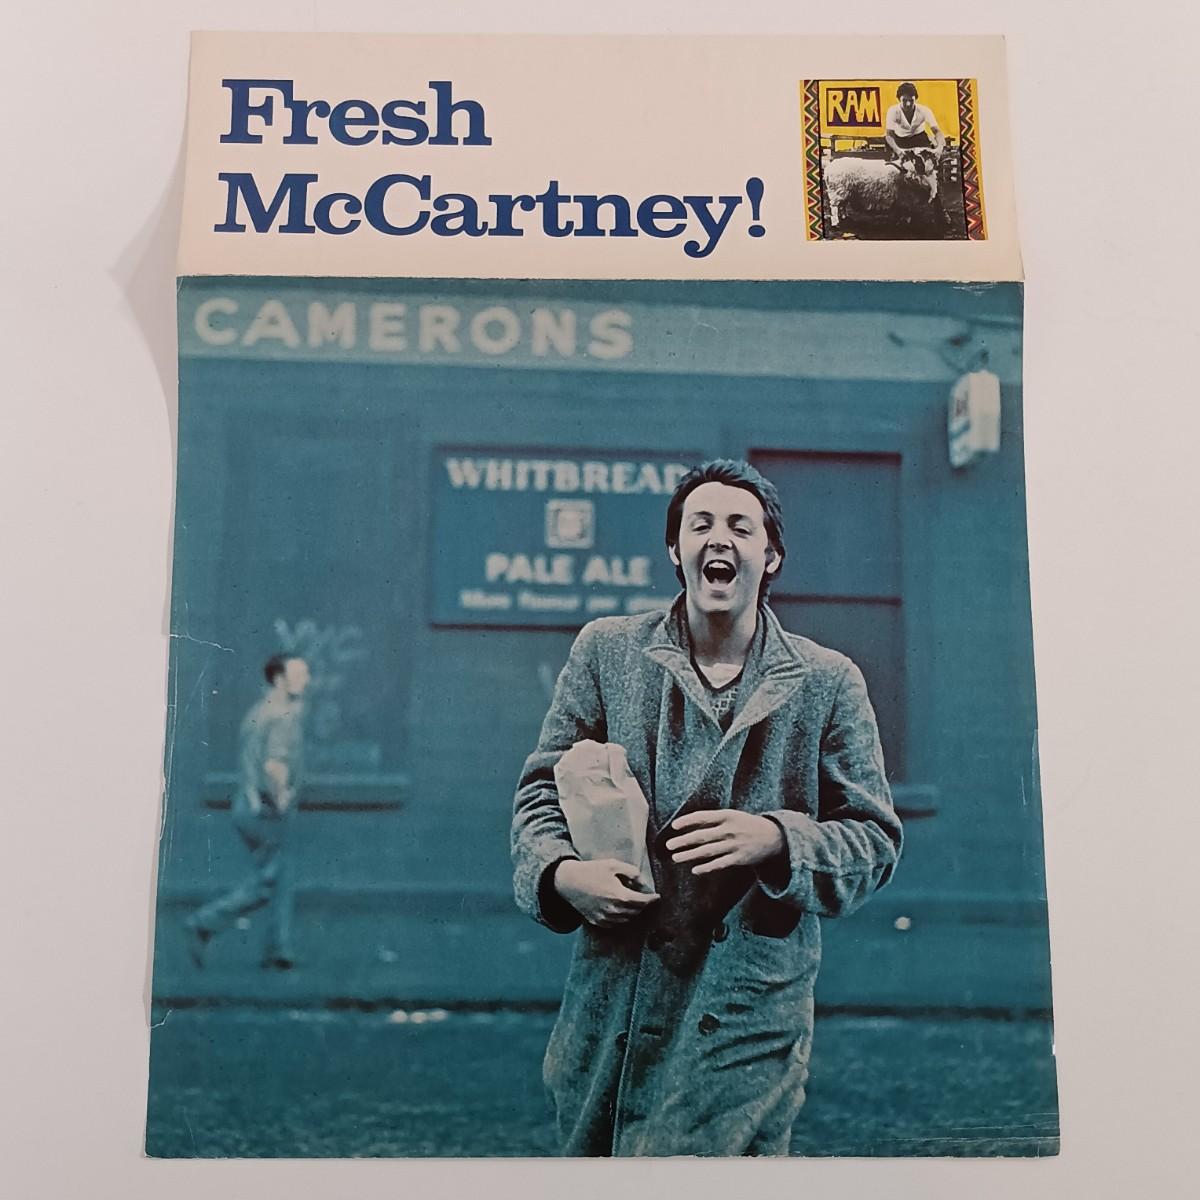 Fresh
McCartney!
RAM
CAMERONS
WHITBREAD
PALE ALE